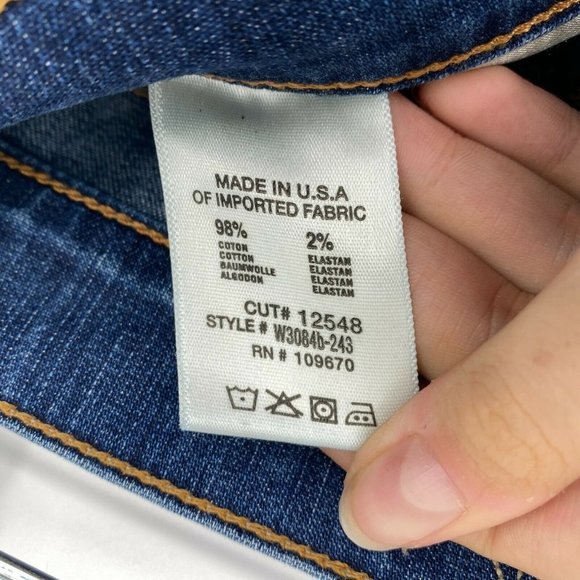 MADE IN U.S.A
OF IMPORTED FABRIC
98% 2%
COTON ELASTAN
COTTON ELASTAN
BAUMWOLLE ELASTAN
ALGODON ELASTAN
CUT# 12548
STYLE # W3084b-243
RN # 109670